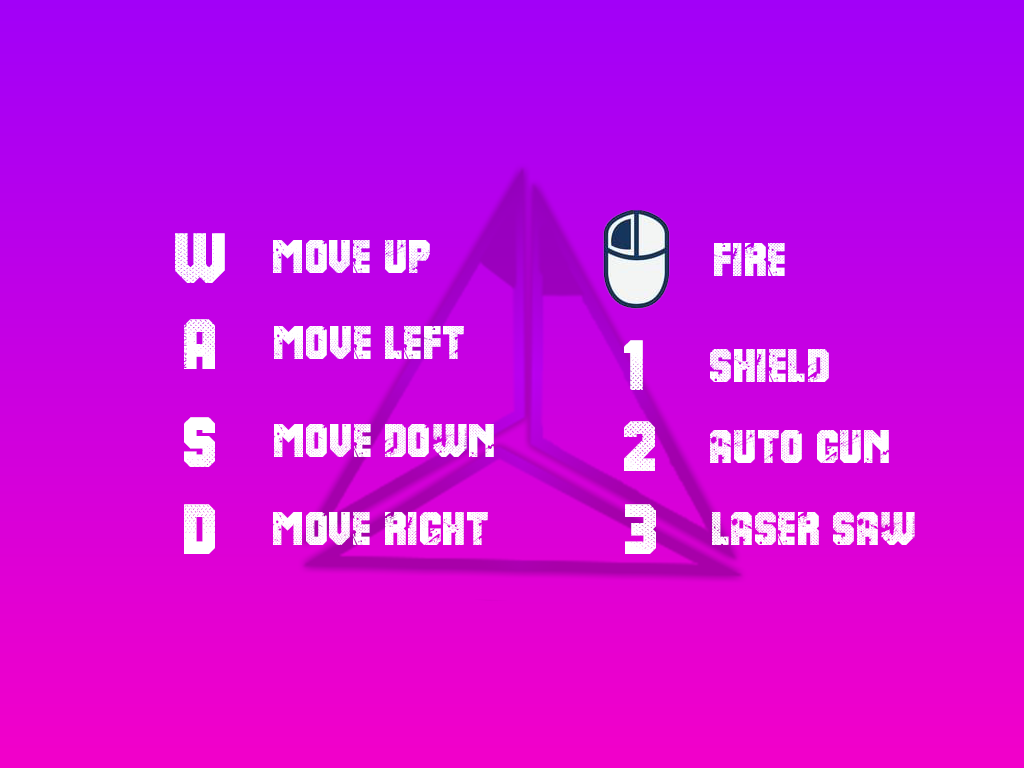 W MOVE UP
A MOVE LEFT
S MOVE DOWN
D MOVE RIGHT
FIRE
1 SHIELD
2 AUTO GUN
3 LASER SAW